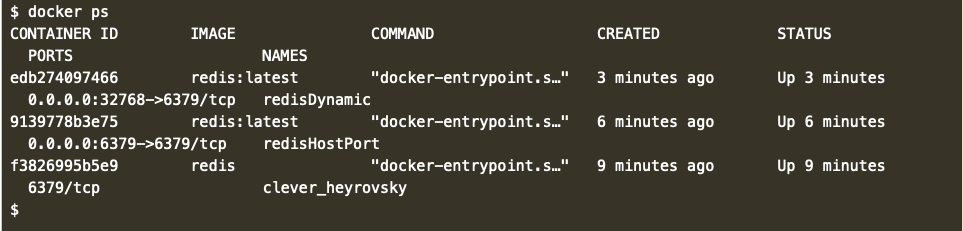 $ docker ps
CONTAINER ID        IMAGE               COMMAND                  CREATED             STATUS
  PORTS                     NAMES
edb274097466        redis:latest        "docker-entrypoint.s…"   3 minutes ago       Up 3 minutes
  0.0.0.0:32768->6379/tcp   redisDynamic
9139778b3e75        redis:latest        "docker-entrypoint.s…"   6 minutes ago       Up 6 minutes
  0.0.0.0:6379->6379/tcp    redisHostPort
f3826995b5e9        redis               "docker-entrypoint.s…"   9 minutes ago       Up 9 minutes
  6379/tcp                  clever_heyrovsky
$